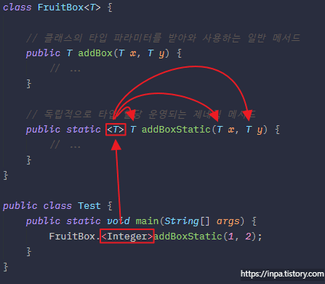 class FruitBox<T> {
// 클래스의 타입 파라미터를 받아와 사용하는 일반 메서드
public T addBox(T x, T y) {
// ...
}
// 독립적으로 타입 할당 운영되는 제네릭 메서드
public static <T> T addBoxStatic(T x, T y) {
// ...
}
}
public class Test {
public static void main(String[] args) {
FruitBox.<Integer>addBoxStatic(1, 2);
}
}
https://inpa.tistory.com